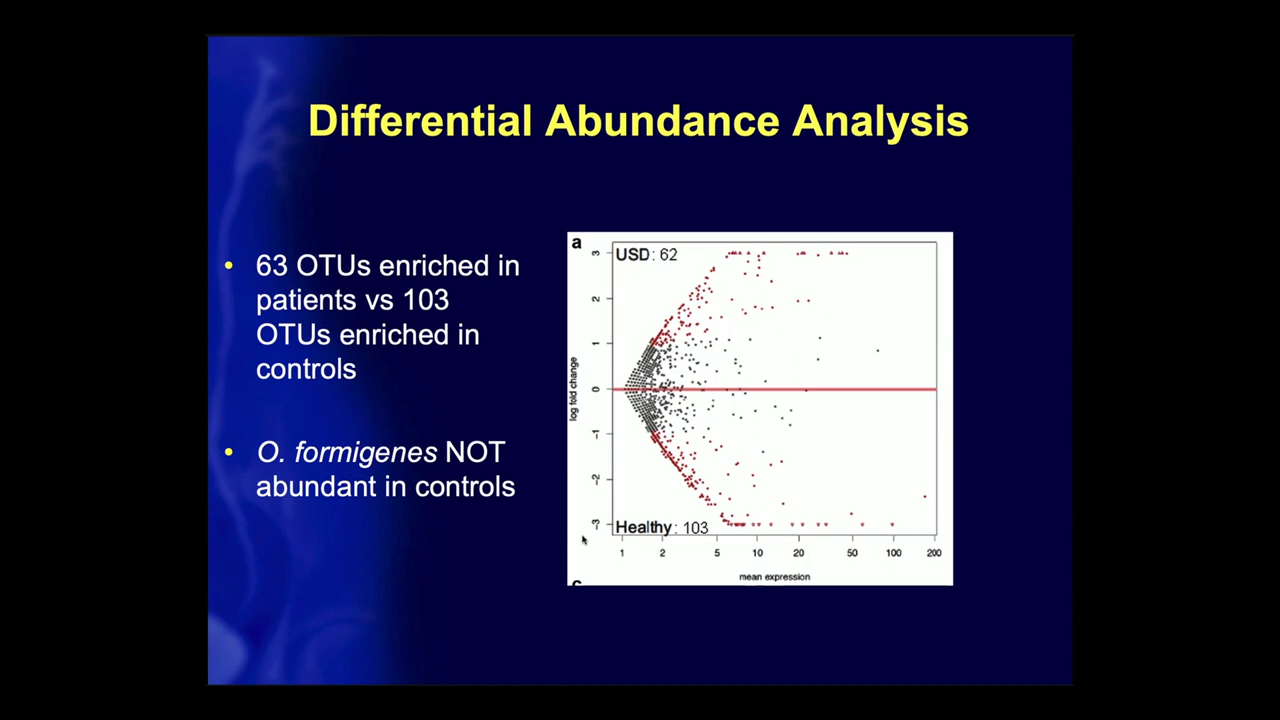 Differential Abundance Analysis
• 63 OTUs enriched in
patients vs 103
OTUs enriched in
controls
• O. formigenes NOT
abundant in controls
a
USD: 62
3
2
1
0
-1
-2
-3
log fold change
Healthy: 103
1 2 5 10 20 50 100 200
mean expression